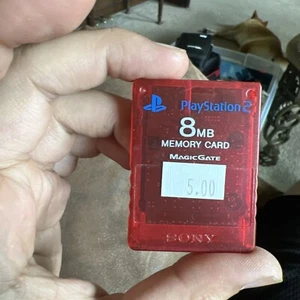 PlayStation 2
8MB
MEMORY CARD
MAGICGATE
5.00
SONY